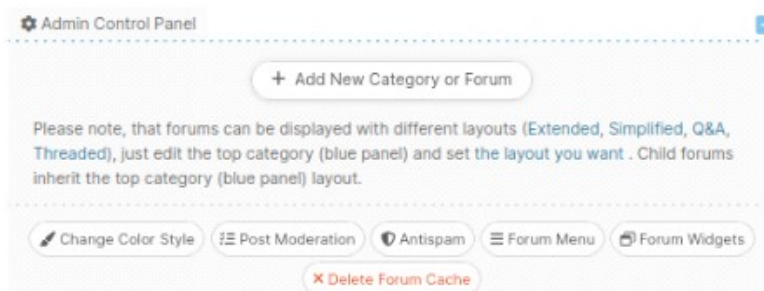 Admin Control Panel
+ Add New Category or Forum
Please note, that forums can be displayed with different layouts (Extended, Simplified, Q&A,
Threaded), just edit the top category (blue panel) and set the layout you want . Child forums
inherit the top category (blue panel) layout.
Change Color Style Post Moderation Antispam Forum Menu Forum Widgets
× Delete Forum Cache